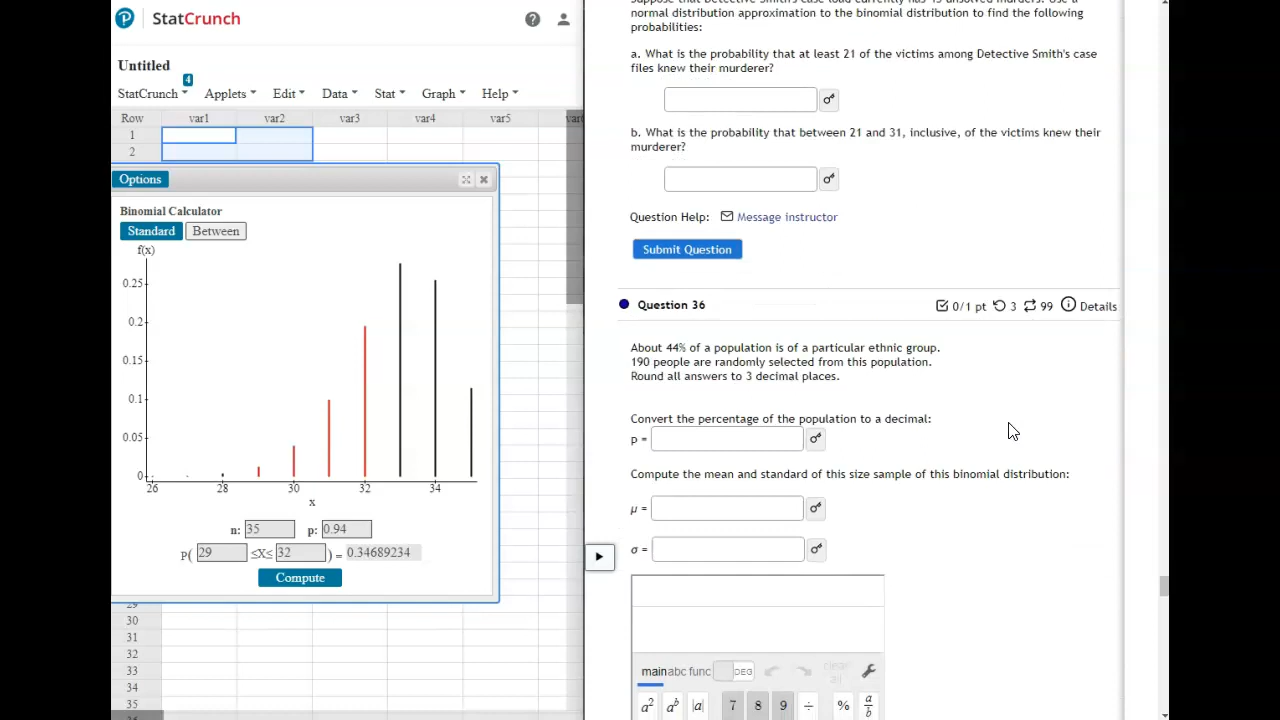 StatCrunch
Untitled
4
StatCrunch Applets Edit Data Stat Graph Help
Row var1 var2 var3 var4 var5
1
2
Options
Binomial Calculator
Standard Between
f(x)
0.25
0.2
0.15
0.1
0.05
0
26 28 30 32 34
x
n: 35 p: 0.94
P( 29 ≤X≤ 32 ) = 0.34689234
Compute
29
30
31
32
33
34
35
normal distribution approximation to the binomial distribution to find the following
probabilities:
a. What is the probability that at least 21 of the victims among Detective Smith's case
files knew their murderer?
b. What is the probability that between 21 and 31, inclusive, of the victims knew their
murderer?
Question Help: Message instructor
Submit Question
Question 36 0/1 pt 3 99 Details
About 44% of a population is of a particular ethnic group.
190 people are randomly selected from this population.
Round all answers to 3 decimal places.
Convert the percentage of the population to a decimal:
p =
Compute the mean and standard of this size sample of this binomial distribution:
μ =
σ =
main abc func DEG clear all
a² aᵇ |a| 7 8 9 ÷ % a/b